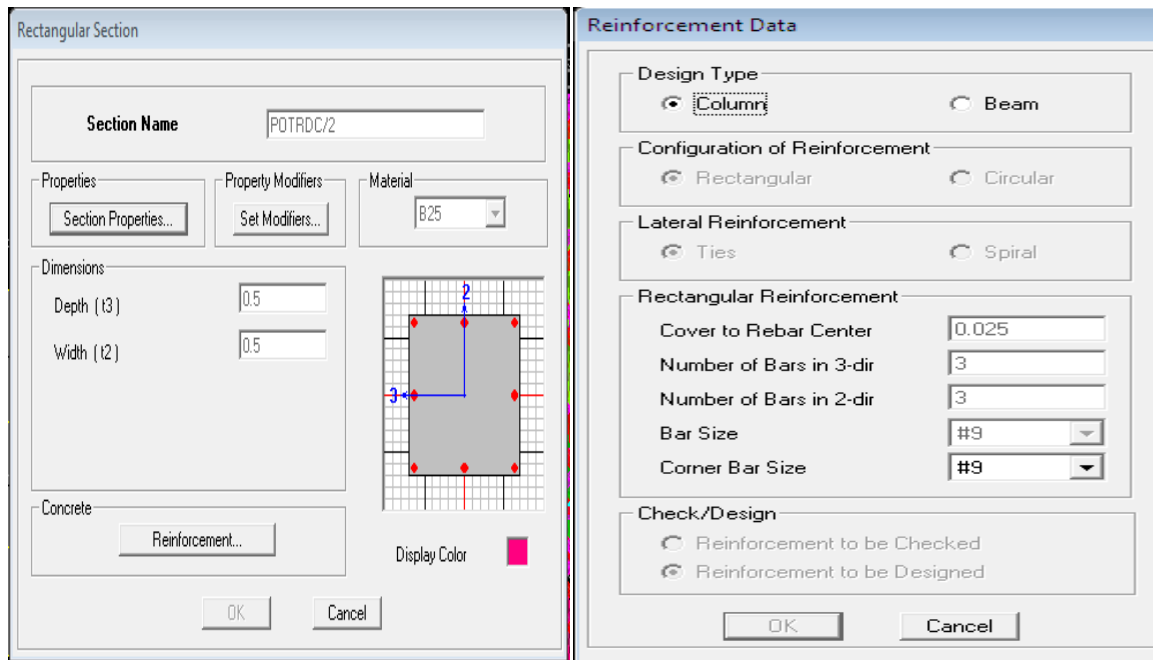 Rectangular Section
Section Name
POTRDC/2
Properties
Section Properties...
Property Modifiers
Set Modifiers...
Material
B25
Dimensions
Depth (t3)
0.5
Width (t2)
0.5
2
3
Concrete
Reinforcement...
Display Color
OK
Cancel
Reinforcement Data
Design Type
Column
Beam
Configuration of Reinforcement
Rectangular
Circular
Lateral Reinforcement
Ties
Spiral
Rectangular Reinforcement
Cover to Rebar Center
0.025
Number of Bars in 3-dir
3
Number of Bars in 2-dir
3
Bar Size
#9
Corner Bar Size
#9
Check/Design
Reinforcement to be Checked
Reinforcement to be Designed
OK
Cancel